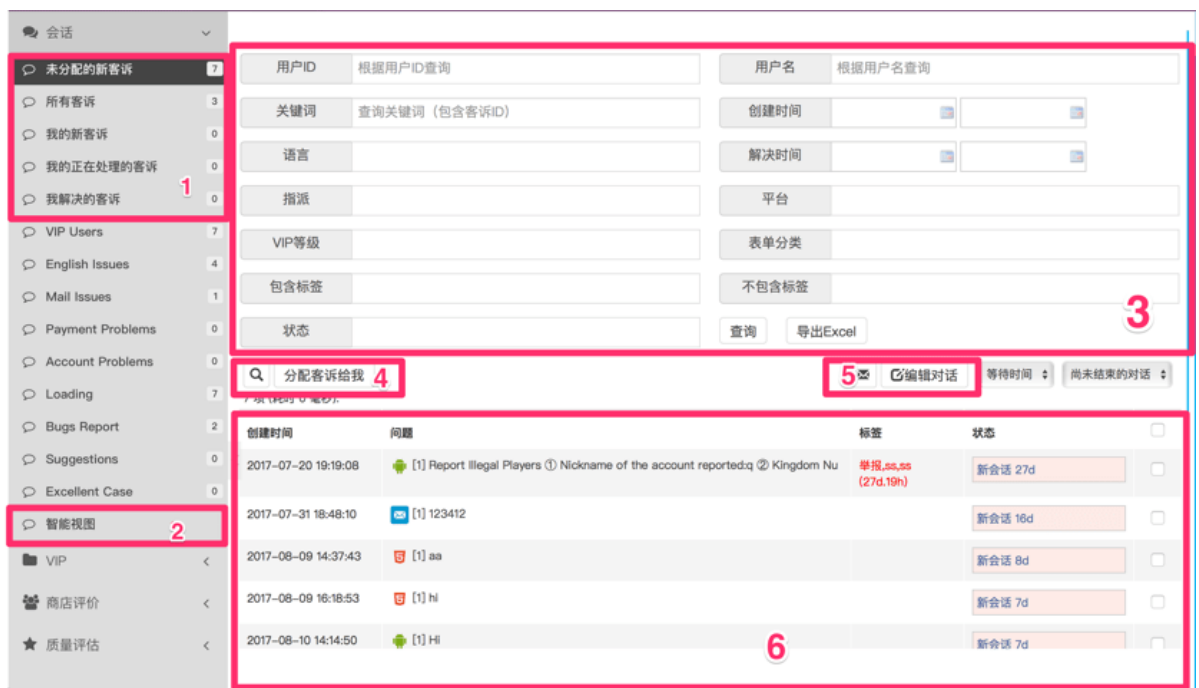 会话
未分配的新客诉 7
所有客诉 3
我的新客诉 0
我的正在处理的客诉 0
我解决的客诉 0
1
VIP Users 7
English Issues 4
Mail Issues 1
Payment Problems 0
Account Problems 0
Loading 7
Bugs Report 2
Suggestions 0
Excellent Case 0
智能视图
2
VIP
商店评价
质量评估
用户ID 根据用户ID查询 用户名 根据用户名查询
关键词 查询关键词（包含客诉ID） 创建时间
语言 解决时间
指派 平台
VIP等级 表单分类
包含标签 不包含标签
状态 查询 导出Excel
3
分配客诉给我 4 5 编辑对话 等待时间 尚未结束的对话
7 项 (耗时 0 毫秒).
创建时间 问题 标签 状态
2017-07-20 19:19:08 [1] Report Illegal Players ① Nickname of the account reported:q ② Kingdom Nu 举报,ss,ss 新会话 27d
(27d.19h)
2017-07-31 18:48:10 [1] 123412 新会话 16d
2017-08-09 14:37:43 [1] aa 新会话 8d
2017-08-09 16:18:53 [1] hi 新会话 7d
2017-08-10 14:14:50 [1] Hi 新会话 7d
6